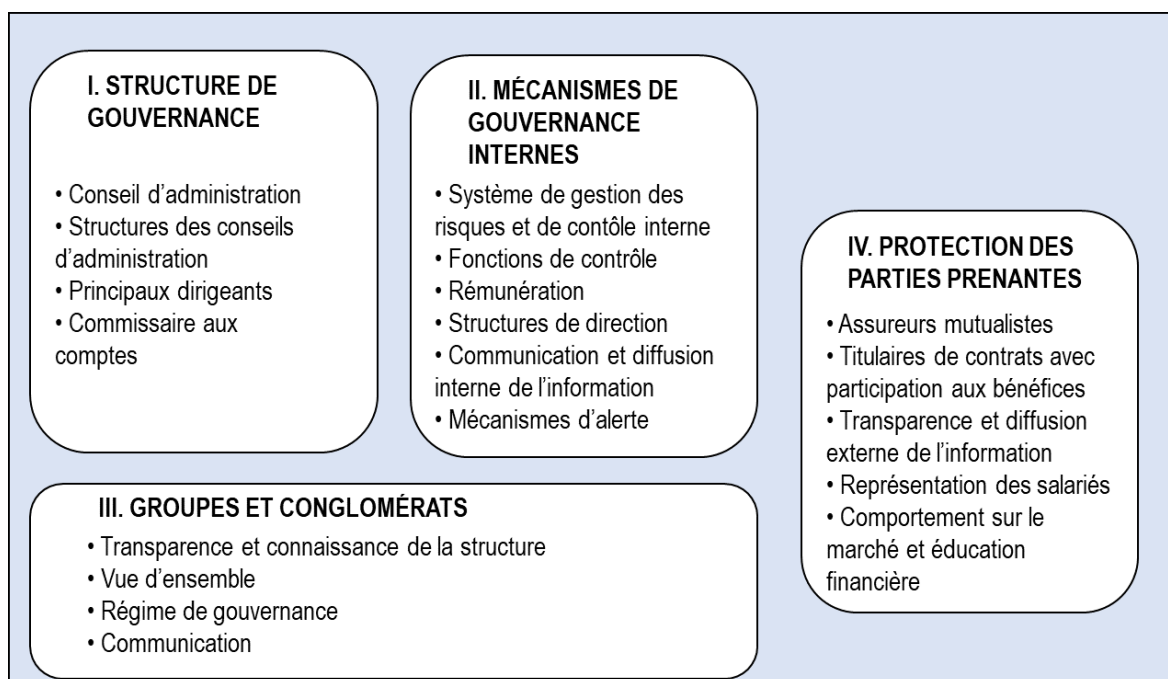 I. STRUCTURE DE
GOUVERNANCE
• Conseil d’administration
• Structures des conseils
d’administration
• Principaux dirigeants
• Commissaire aux
comptes
II. MÉCANISMES DE
GOUVERNANCE
INTERNES
• Système de gestion des
risques et de contôle interne
• Fonctions de contrôle
• Rémunération
• Structures de direction
• Communication et diffusion
interne de l’information
• Mécanismes d’alerte
III. GROUPES ET CONGLOMÉRATS
• Transparence et connaissance de la structure
• Vue d’ensemble
• Régime de gouvernance
• Communication
IV. PROTECTION DES
PARTIES PRENANTES
• Assureurs mutualistes
• Titulaires de contrats avec
participation aux bénéfices
• Transparence et diffusion
externe de l’information
• Représentation des salariés
• Comportement sur le
marché et éducation
financière